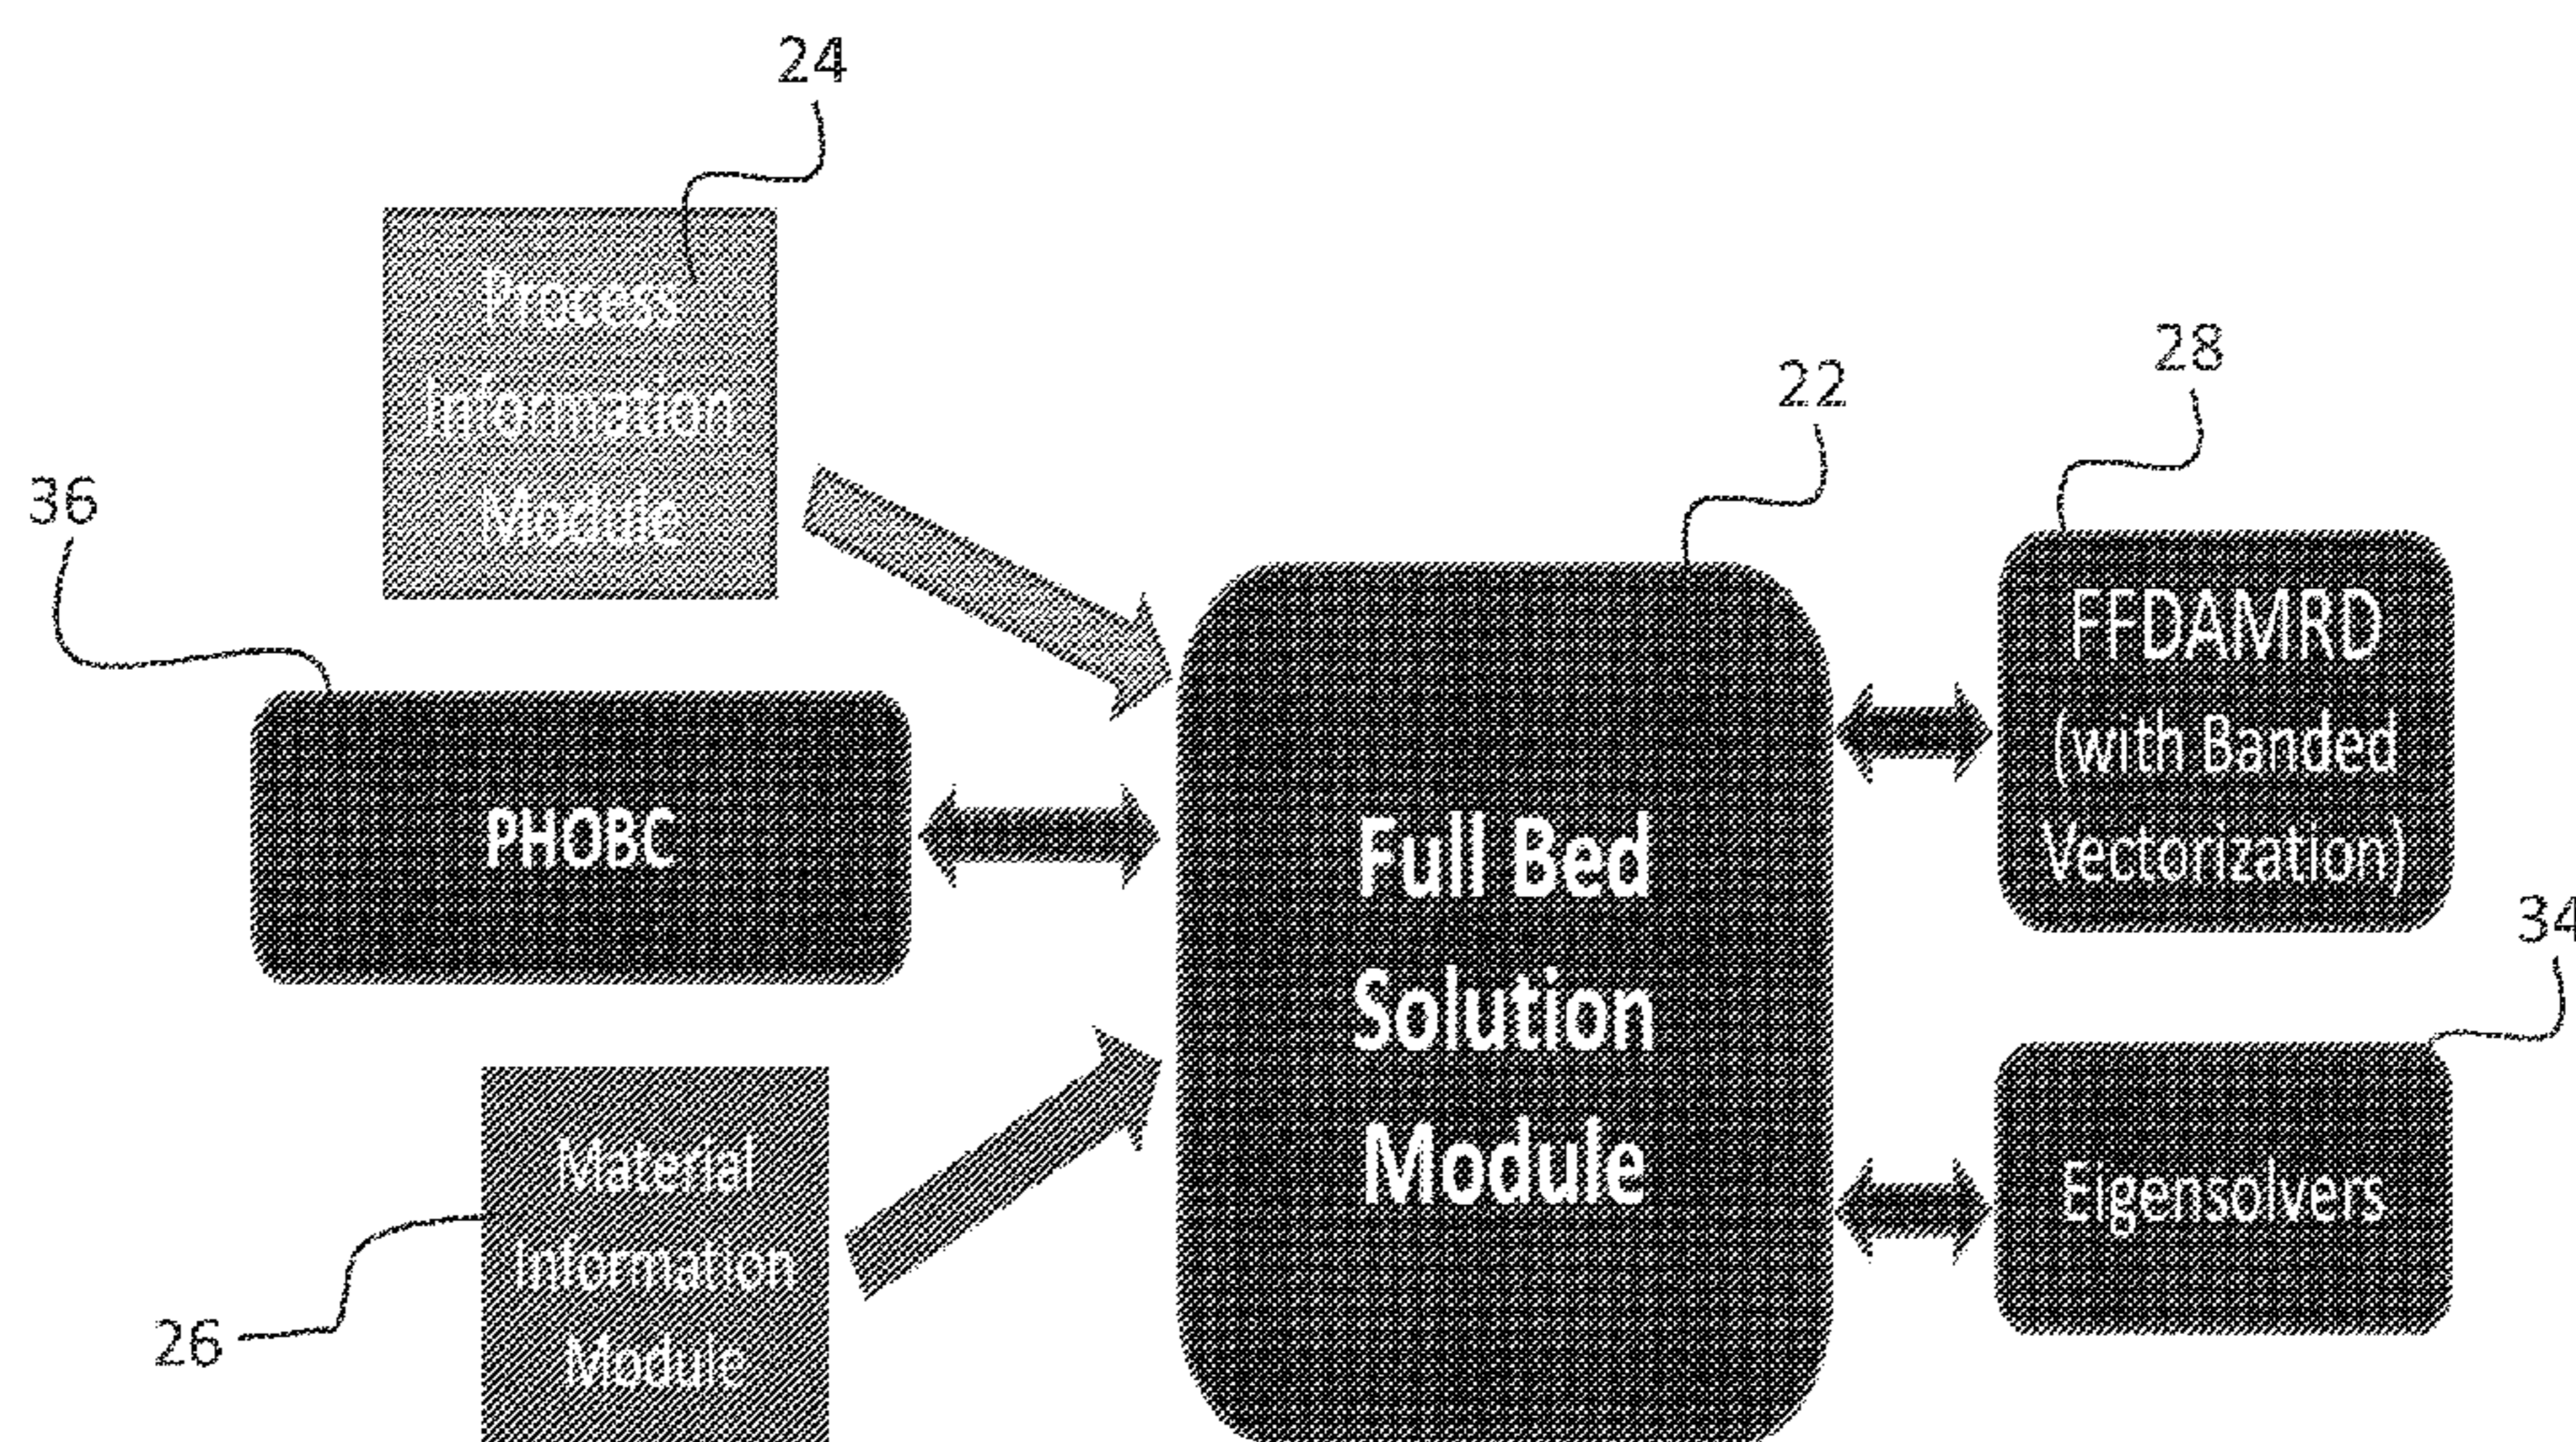 24
Process
Information
Module
36
PHOBC
26
Material
Information
Module
22
Full Bed
Solution
Module
28
FFDAMRD
(with Banded
Vectorization)
34
Eigensolvers